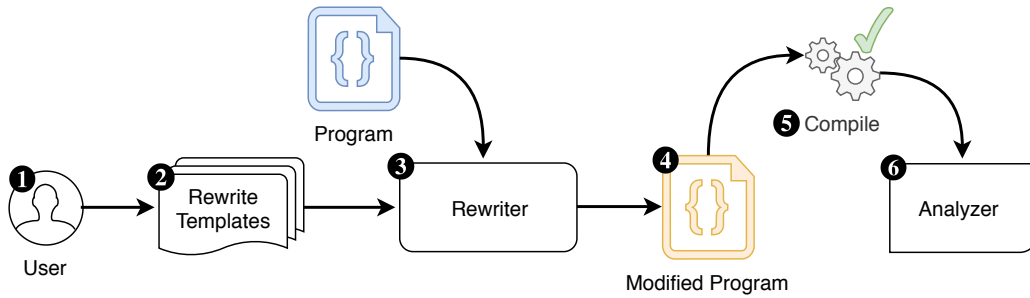 Program
1
User
2
Rewrite
Templates
3
Rewriter
4
{ }
Modified Program
5 Compile
6
Analyzer
{ }